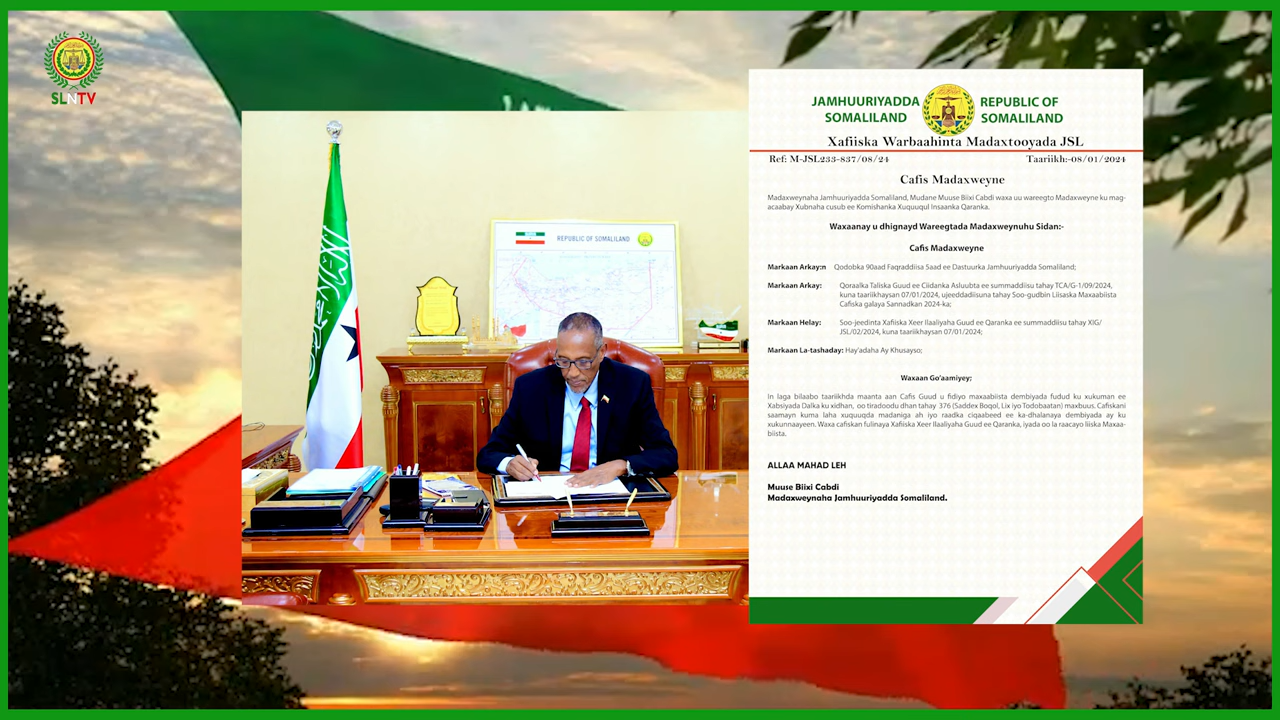 SLNTV
REPUBLIC OF SOMALILAND
JAMHUURIYADDA
SOMALILAND
REPUBLIC OF
SOMALILAND
Xafiiska Warbaahinta Madaxtooyada JSL
Ref: M-JSL233-837/08/24
Taariikh:-08/01/2024
Cafis Madaxweyne
Madaxweynaha Jamhuuriyadda Somaliland, Mudane Muuse Biixi Cabdi waxa uu wareegto Madaxweyne ku mag-
acaabay Xubnaha cusub ee Komishanka Xuquuqul Insaanka Qaranka.
Waxaanay u dhignayd Wareegtada Madaxweynuhu Sidan:-
Cafis Madaxweyne
Markaan Arkay:n Qodobka 90aad Faqraddiisa 5aad ee Dastuurka Jamhuuriyadda Somaliland;
Markaan Arkay: Qoraalka Taliska Guud ee Ciidanka Asluubta ee summaddiisu tahay TCA/G-1/09/2024,
kuna taariikhaysan 07/01/2024, ujeeddadiisuna tahay Soo-gudbin Liisaska Maxaabiista
Cafiska galaya Sannadkan 2024-ka;
Markaan Helay: Soo-jeedinta Xafiiska Xeer Ilaaliyaha Guud ee Qaranka ee summaddiisu tahay XIG/
JSL/02/2024, kuna taariikhaysan 07/01/2024;
Markaan La-tashaday: Hay'adaha Ay Khusayso;
Waxaan Go'aamiyey;
In laga bilaabo taariikhda maanta aan Cafis Guud u fidiyo maxaabiista dembiyada fudud ku xukuman ee
Xabsiyada Dalka ku xidhan, oo tiradoodu dhan tahay 376 (Saddex Boqol, Lix iyo Todobaatan) maxbuus. Cafiskani
saamayn kuma laha xuquuqda madaniga ah iyo raadka ciqaabeed ee ka-dhalanaya dembiyada ay ku
xukunnaayeen. Waxa cafiskan fulinaya Xafiiska Xeer Ilaaliyaha Guud ee Qaranka, iyada oo la raacayo liiska Maxaa-
biista.
ALLAA MAHAD LEH
Muuse Biixi Cabdi
Madaxweynaha Jamhuuriyadda Somaliland.